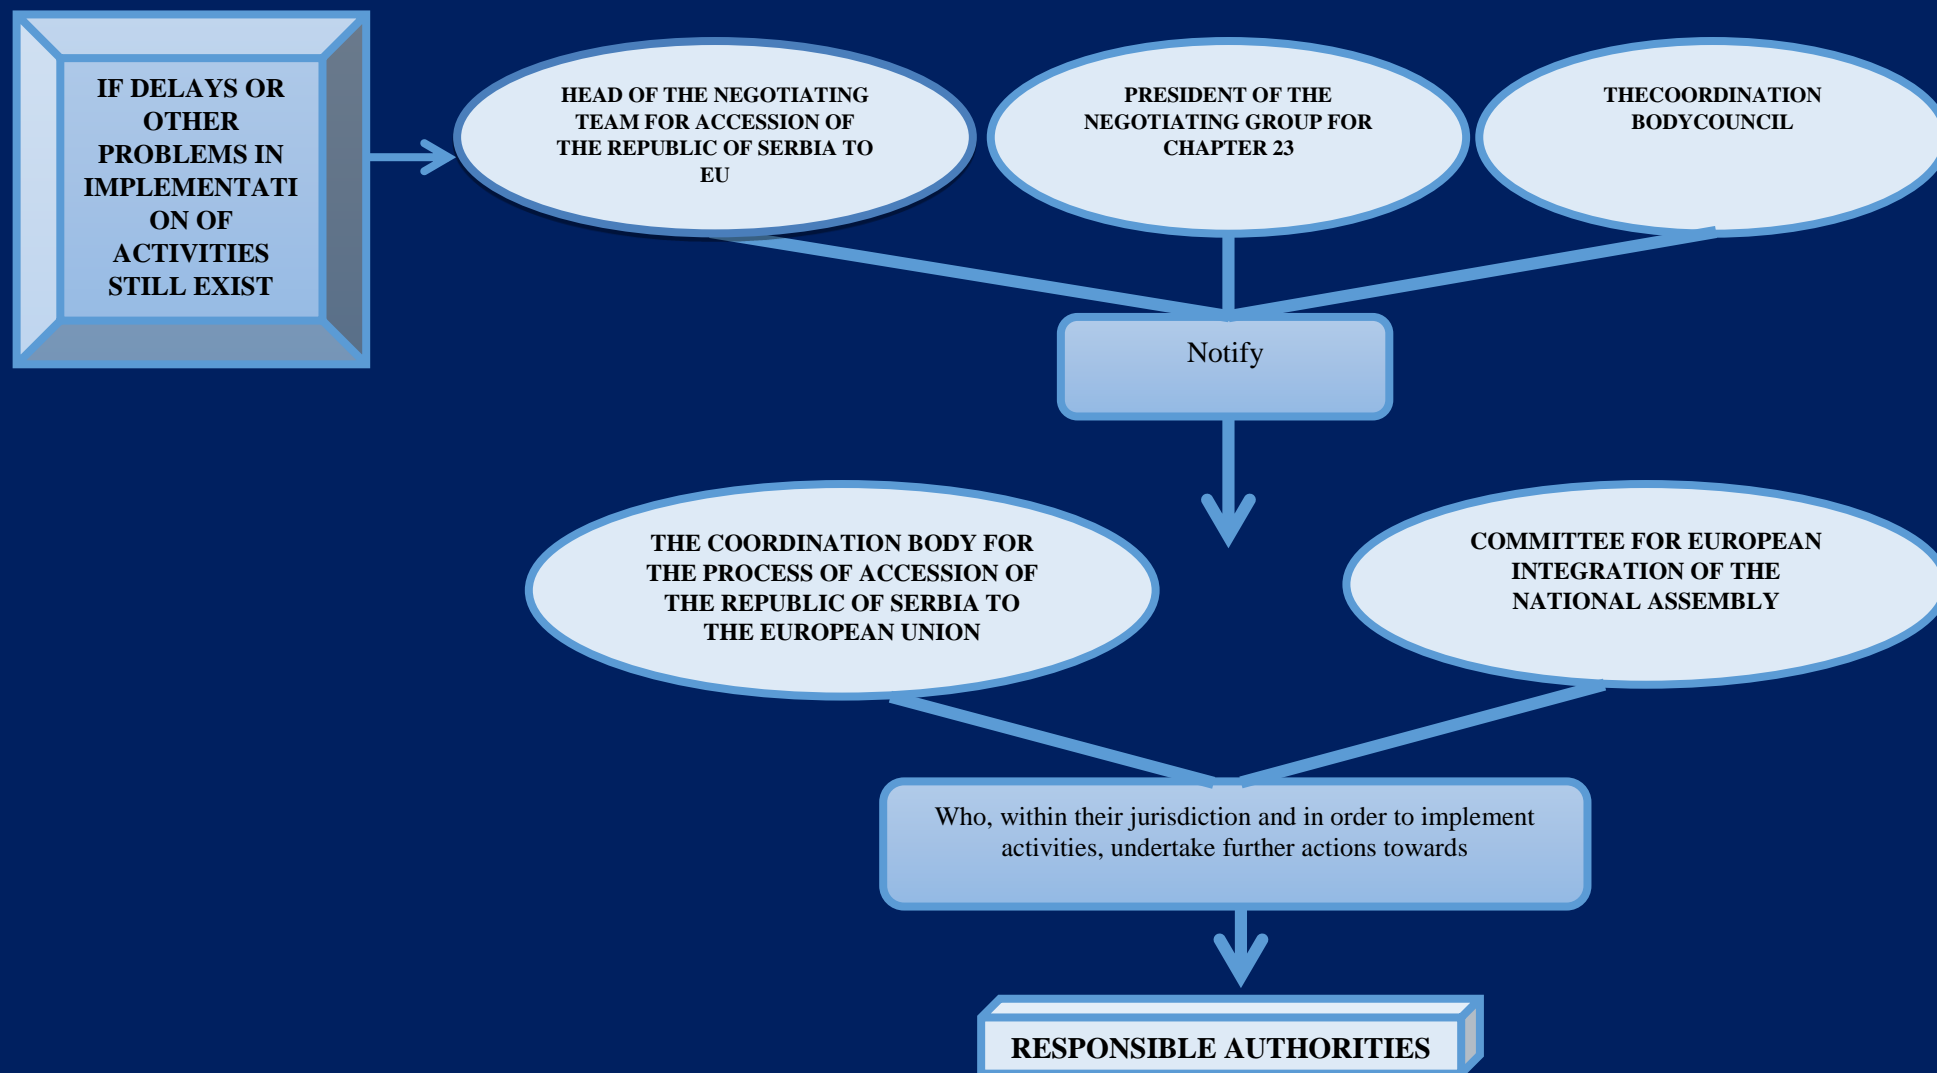 IF DELAYS OR
OTHER
PROBLEMS IN
IMPLEMENTATI
ON OF
ACTIVITIES
STILL EXIST
HEAD OF THE NEGOTIATING
TEAM FOR ACCESSION OF
THE REPUBLIC OF SERBIA TO
EU
PRESIDENT OF THE
NEGOTIATING GROUP FOR
CHAPTER 23
THECOORDINATION
BODYCOUNCIL
Notify
THE COORDINATION BODY FOR
THE PROCESS OF ACCESSION OF
THE REPUBLIC OF SERBIA TO
THE EUROPEAN UNION
COMMITTEE FOR EUROPEAN
INTEGRATION OF THE
NATIONAL ASSEMBLY
Who, within their jurisdiction and in order to implement
activities, undertake further actions towards
RESPONSIBLE AUTHORITIES